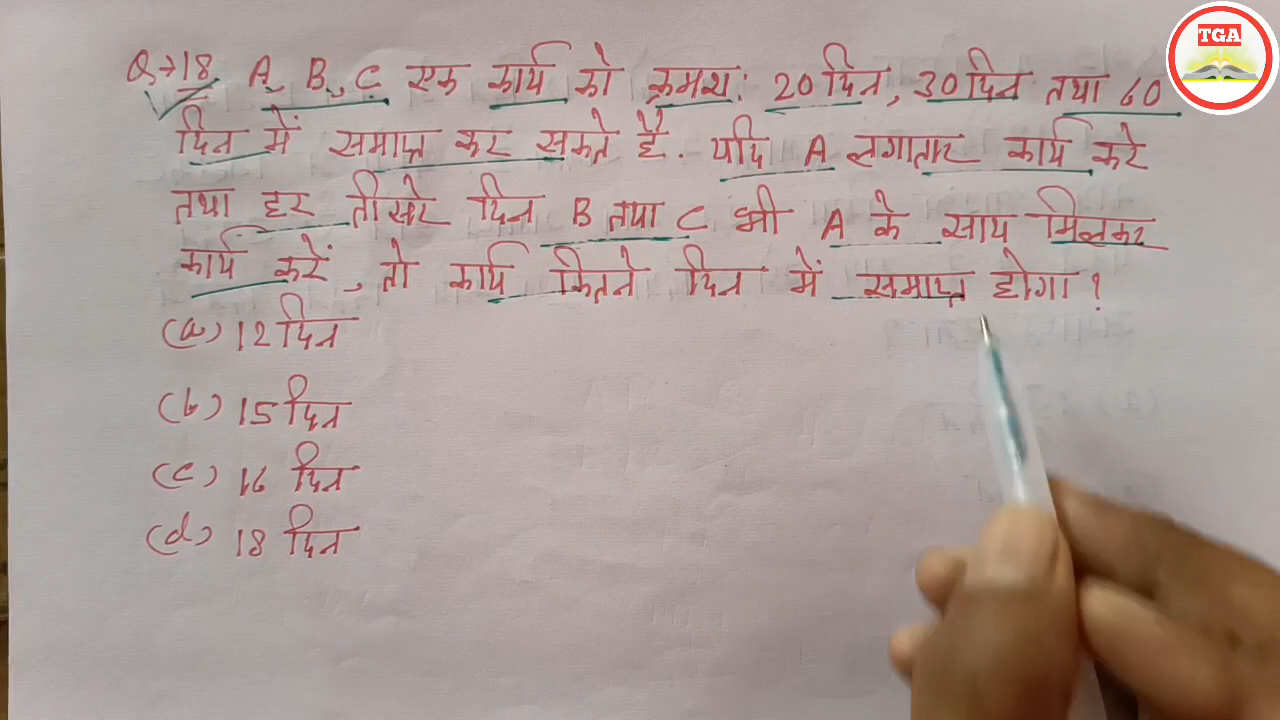 TGA
Q→18 A, B, C एक कार्य को क्रमशः 20 दिन, 30 दिन तथा 60
दिन में समाप्त कर सकते है. यदि A लगातार कार्य करे
तथा हर तीसरे दिन B तथा C भी A के साथ मिलकर
कार्य करें, तो कार्य कितने दिन में समाप्त होगा?
(a) 12 दिन
(b) 15 दिन
(c) 16 दिन
(d) 18 दिन